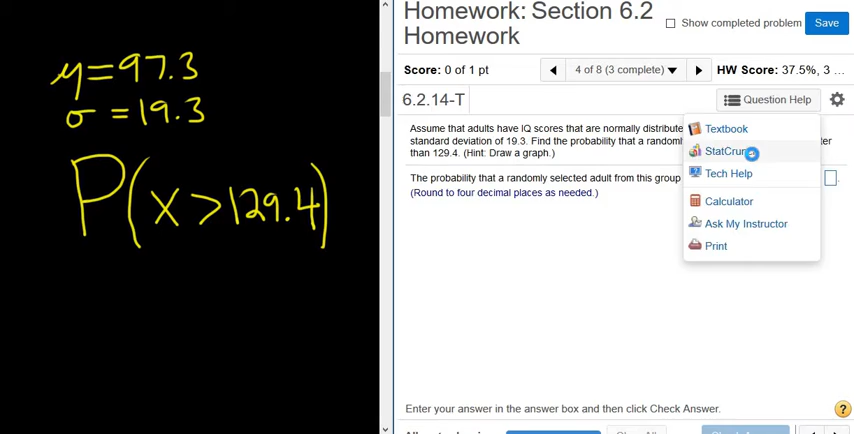 μ = 97.3
σ = 19.3
P(x > 129.4)
Homework: Section 6.2
Homework
Show completed problem
Save
Score: 0 of 1 pt
4 of 8 (3 complete)
HW Score: 37.5%, 3 ...
6.2.14-T
Question Help
Assume that adults have IQ scores that are normally distribute
standard deviation of 19.3. Find the probability that a random
ter
than 129.4. (Hint: Draw a graph.)
The probability that a randomly selected adult from this group
(Round to four decimal places as needed.)
Textbook
StatCrun
Tech Help
Calculator
Ask My Instructor
Print
Enter your answer in the answer box and then click Check Answer.
?